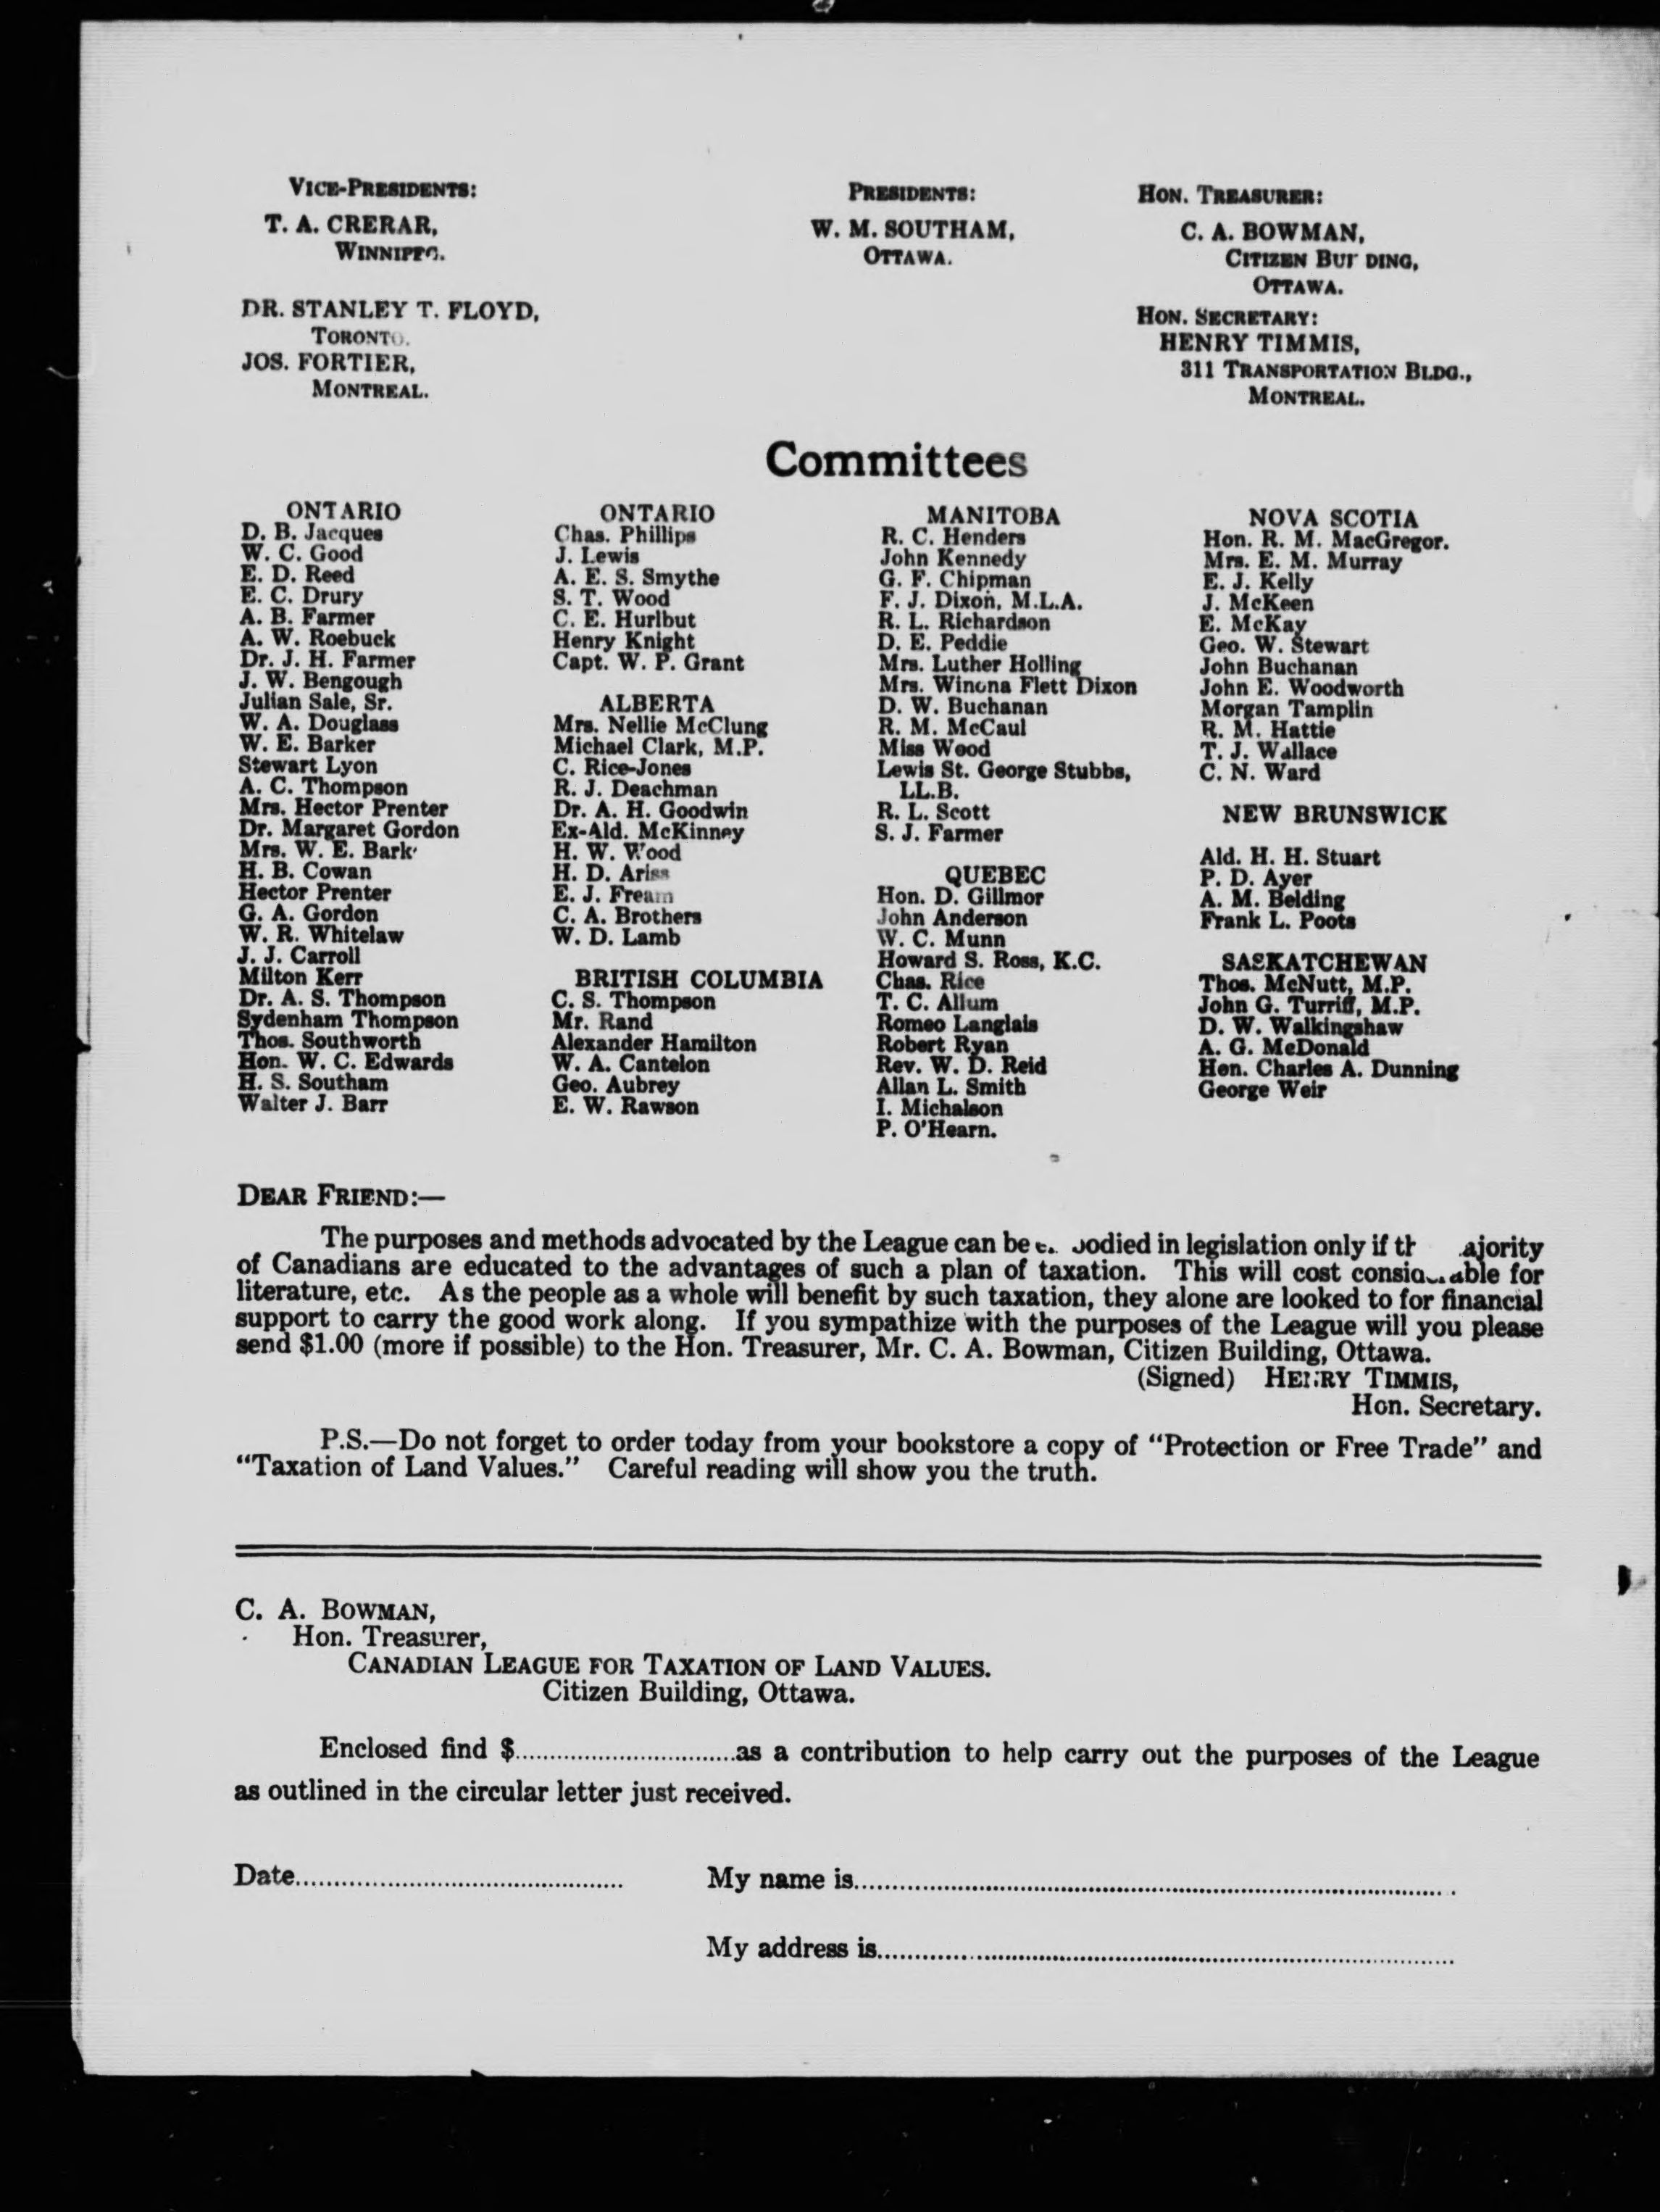 VICE-PRESIDENTS:
T. A. CRERAR,
DR. STANLEY T. FLOYD,
TORONTO.
JOS. FORTIER,
MONTREAL.
PRESIDENTS:
W. M. SOUTHAM,
OTTAWA.
HON. TREASURER:
C. A. BOWMAN,
CITIZEN
OTTAWA.
HON. SECRETARY:
HENRY TIMMIS,
311 TRANSPORTATION BLDG.,
MONTREAL.
Committees
ONTARIO
D. B. Jacques
W. C. Good
E. D. Reed
E. C. Drury
A. B. Farmer
A. W. Roebuck
Dr. J. H. Farmer
J. W. Bengough
Julian Sale, Sr.
W. A. Douglass
W. E. Barker
Stewart Lyon
A. C. Thompson
Mrs. Hector Prenter
Dr. Margaret Gordon
Mrs. W. E.
H. B. Cowan
Hector Prenter
G. A. Gordon
W. R. Whitelaw
J. J. Carroll
Milton Kerr
Dr. A. S. Thompson
Sydenham Thompson
Thos. Southworth
Hon. W. C. Edwards
H. S. Southam
Walter J. Barr
ONTARIO
Chas. Phillips
J. Lewis
A. E. S. Smythe
S. T. Wood
C. E. Hurlbut
Henry Knight
Capt. W. P. Grant
ALBERTA
Mrs. Nellie McClung
Michael Clark, M.P.
C. Rice-Jones
R. J. Deachman
Dr. A. H. Goodwin
Ex-Ald. McKinney
H. W. Wood
H. D. Ariss
E. J. Fream
C. A. Brothers
W. D. Lamb
BRITISH COLUMBIA
C. S. Thompson
Mr. Rand
Alexander Hamilton
W. A. Cantelon
Geo. Aubrey
E. W. Rawson
MANITOBA
R. C. Henders
John Kennedy
G. F. Chipman
F. J. Dixon, M.L.A.
R. L. Richardson
D. E. Peddie
Mrs. Luther Holling
Mrs. Winona Flett Dixon
D. W. Buchanan
R. M. McCaul
Miss Wood
Lewis St. George Stubbs,
LL.B.
R. L. Scott
S. J. Farmer
QUEBEC
Hon. D. Gillmor
John Anderson
W. C. Munn
Howard S. Ross, K.C.
Chas. Rice
T. C. Allum
Romeo Langlais
Robert Ryan
Rev. W. D. Reid
Allan L. Smith
I. Michalson
P. O'Hearn.
NOVA SCOTIA
Hon. R. M. MacGregor.
Mrs. E. M. Murray
E. J. Kelly
J. McKeen
E. McKay
Geo. W. Stewart
John Buchanan
John E. Woodworth
Morgan Tamplin
R. M. Hattie
T. J. Wallace
C. N. Ward
NEW BRUNSWICK
Ald. H. H. Stuart
P. D. Ayer
A. M. Belding
Frank L. Poots
SASKATCHEWAN
Thos. McNutt, M.P.
John G. Turriff, M.P.
D. W. Walkingshaw
A. G. McDonald
Hon. Charles A. Dunning
George Weir
DEAR FRIEND:—
The purposes and methods advocated by the League can be in legislation only if
of Canadians are educated to the advantages of such a plan of taxation. This will cost for
literature, etc. As the people as a whole will benefit by such taxation, they alone are looked to for financial
support to carry the good work along. If you sympathize with the purposes of the League will you please
send $1.00 (more if possible) to the Hon. Treasurer, Mr. C. A. Bowman, Citizen Building, Ottawa.
(Signed) HENRY TIMMIS,
Hon. Secretary.
P.S.—Do not forget to order today from your bookstore a copy of "Protection or Free Trade" and
"Taxation of Land Values." Careful reading will show you the truth.
C. A. BOWMAN,
Hon. Treasurer,
CANADIAN LEAGUE FOR TAXATION OF LAND VALUES.
Citizen Building, Ottawa.
Enclosed find $................................as a contribution to help carry out the purposes of the League
as outlined in the circular letter just received.
Date............................................
My name is................................................................................
My address is..............................................................................